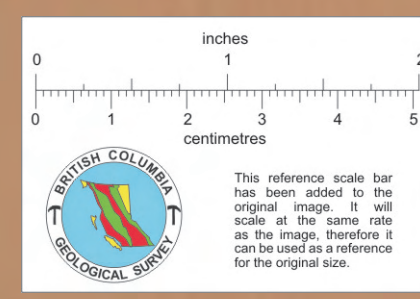 inches
0 1 2
0 1 2 3 4 5
centimetres
BRITISH COLUMBIA
GEOLOGICAL SURVEY
This reference scale bar
has been added to the
original image. It will
scale at the same rate
as the image, therefore it
can be used as a reference
for the original size.